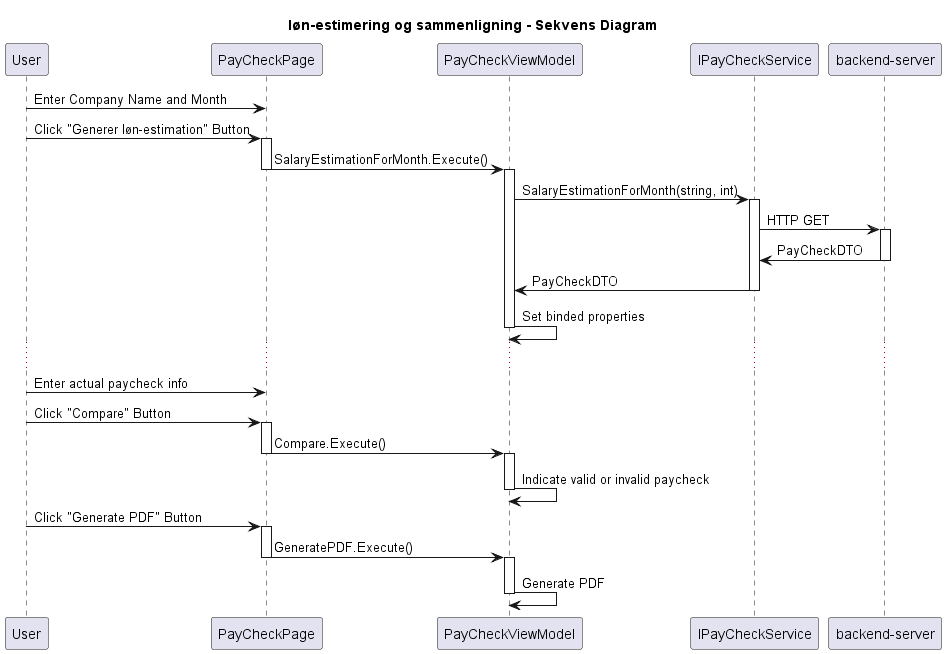 løn-estimering og sammenligning - Sekvens Diagram
User
PayCheckPage
PayCheckViewModel
IPayCheckService
backend-server
Enter Company Name and Month
Click "Generer løn-estimation" Button
SalaryEstimationForMonth.Execute()
SalaryEstimationForMonth(string, int)
HTTP GET
PayCheckDTO
PayCheckDTO
Set binded properties
Enter actual paycheck info
Click "Compare" Button
Compare.Execute()
Indicate valid or invalid paycheck
Click "Generate PDF" Button
GeneratePDF.Execute()
Generate PDF
User
PayCheckPage
PayCheckViewModel
IPayCheckService
backend-server